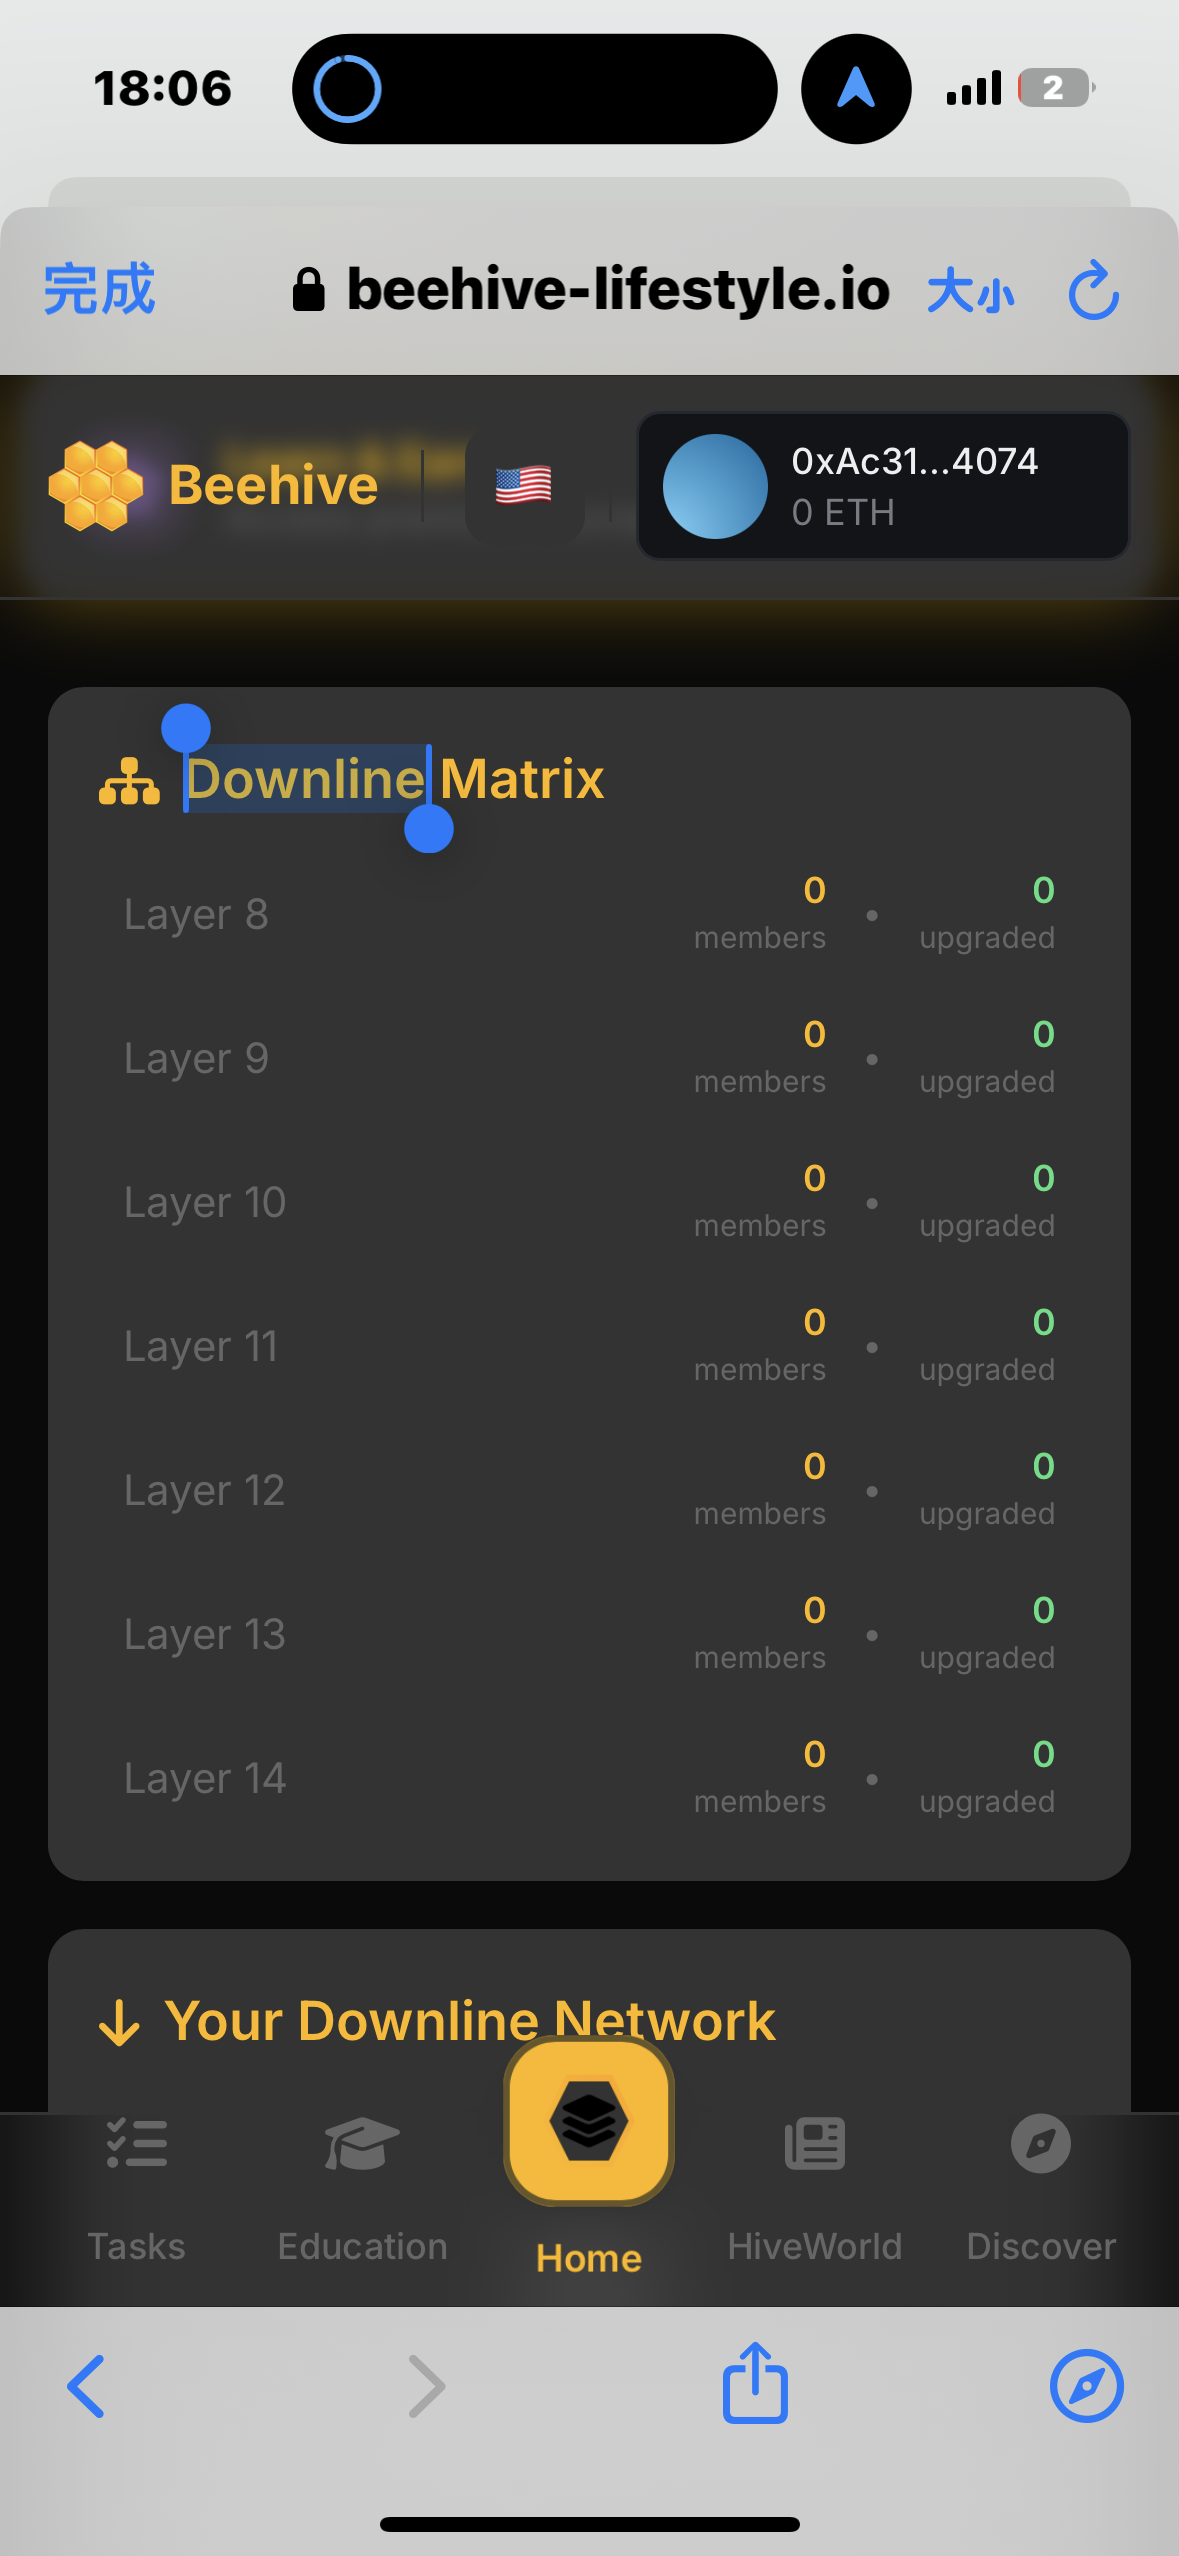 18:06
2
完成
beehive-lifestyle.io
大小
Beehive
0xAc31...4074
0 ETH
Downline Matrix
Layer 8
0
members
•
0
upgraded
Layer 9
0
members
•
0
upgraded
Layer 10
0
members
•
0
upgraded
Layer 11
0
members
•
0
upgraded
Layer 12
0
members
•
0
upgraded
Layer 13
0
members
•
0
upgraded
Layer 14
0
members
•
0
upgraded
Your Downline Network
Tasks
Education
Home
HiveWorld
Discover